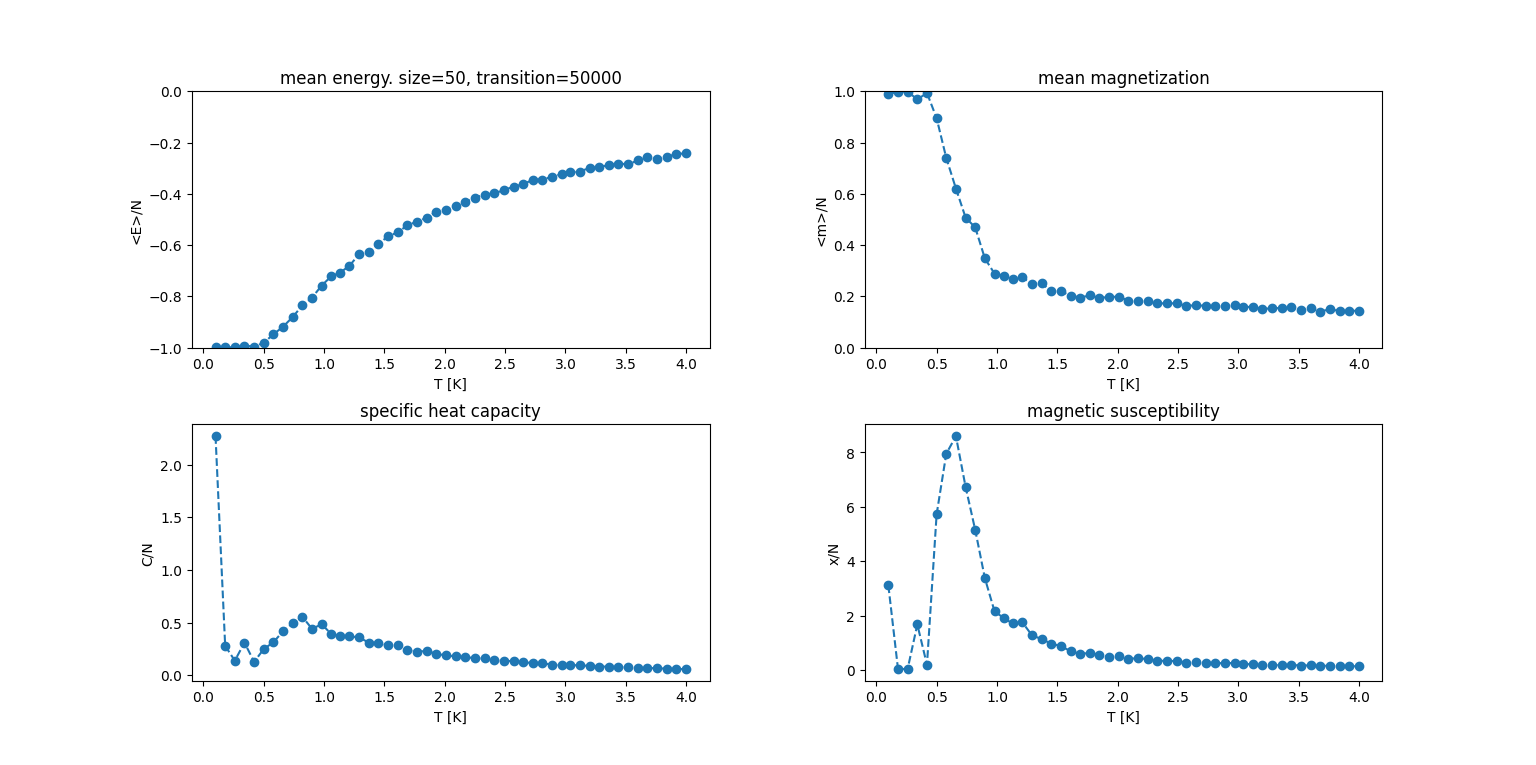 mean energy. size=50, transition=50000
0.0
−0.2
−0.4
−0.6
−0.8
−1.0
<E>/N
0.0 0.5 1.0 1.5 2.0 2.5 3.0 3.5 4.0
T [K]
mean magnetization
1.0
0.8
0.6
0.4
0.2
0.0
<m>/N
0.0 0.5 1.0 1.5 2.0 2.5 3.0 3.5 4.0
T [K]
specific heat capacity
2.0
1.5
1.0
0.5
0.0
C/N
0.0 0.5 1.0 1.5 2.0 2.5 3.0 3.5 4.0
T [K]
magnetic susceptibility
8
6
4
2
0
x/N
0.0 0.5 1.0 1.5 2.0 2.5 3.0 3.5 4.0
T [K]